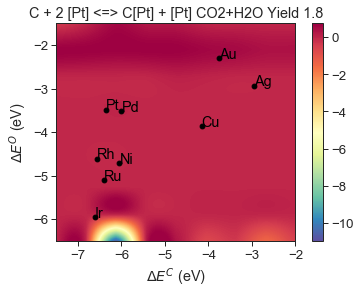 C + 2 [Pt] <=> C[Pt] + [Pt] CO2+H2O Yield 1.8
Au
Ag
Pt
Pd
Cu
Rh
Ni
Ru
Ir
−2
−3
−4
−5
−6
ΔE^O (eV)
−7
−6
−5
−4
−3
−2
ΔE^C (eV)
0
−2
−4
−6
−8
−10